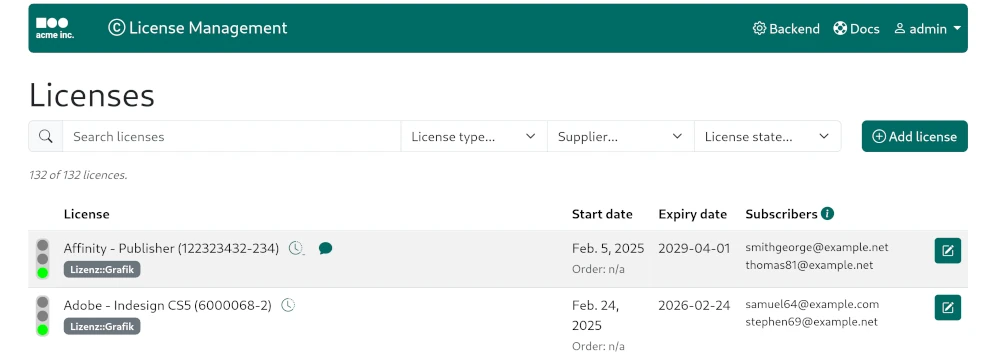 acme inc.
© License Management
Backend
Docs
admin
Licenses
Search licenses
License type...
Supplier...
License state...
Add license
132 of 132 licences.
License
Start date
Expiry date
Subscribers
Affinity - Publisher (122323432-234)
Feb. 5, 2025
2029-04-01
smithgeorge@example.net
Lizenz::Grafik
Order: n/a
thomas81@example.net
Adobe - Indesign CS5 (6000068-2)
Feb. 24,
2025
2026-02-24
samuel64@example.com
Lizenz::Grafik
stephen69@example.net
Order: n/a